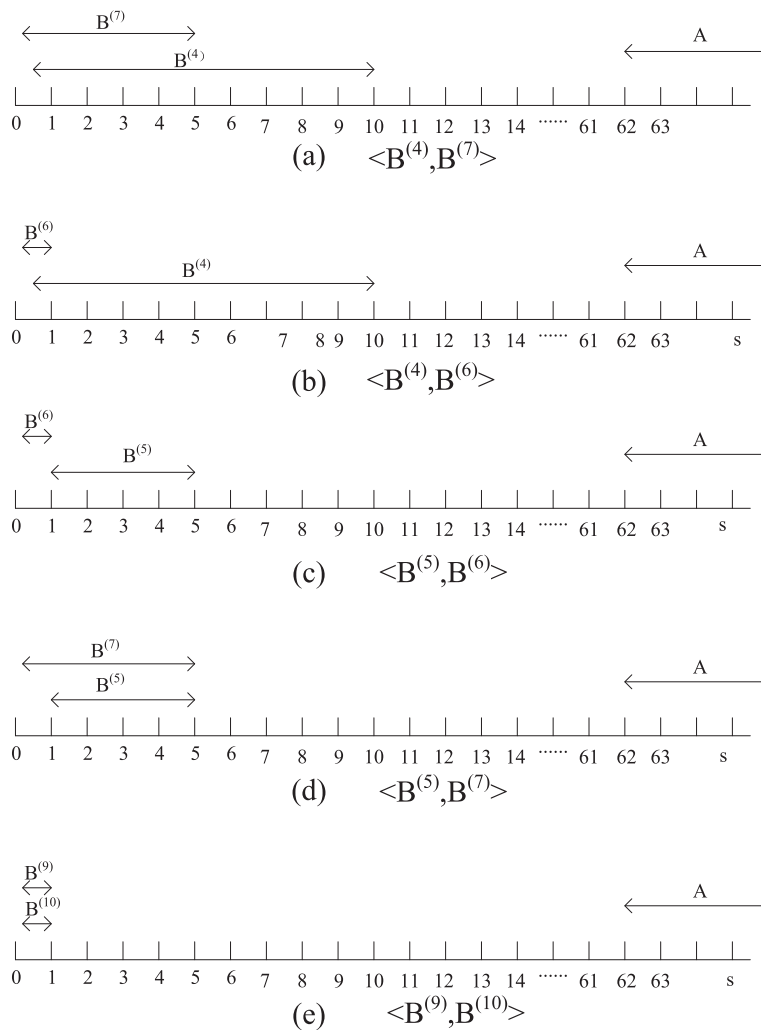 B(7)
A
B(4)
0 1 2 3 4 5 6 7 8 9 10 11 12 13 14 ...... 61 62 63
(a) <B(4),B(7)>
B(6)
A
B(4)
0 1 2 3 4 5 6 7 8 9 10 11 12 13 14 ...... 61 62 63 s
(b) <B(4),B(6)>
B(6)
A
B(5)
0 1 2 3 4 5 6 7 8 9 10 11 12 13 14 ...... 61 62 63 s
(c) <B(5),B(6)>
B(7)
A
B(5)
0 1 2 3 4 5 6 7 8 9 10 11 12 13 14 ...... 61 62 63 s
(d) <B(5),B(7)>
B(9)
A
B(10)
0 1 2 3 4 5 6 7 8 9 10 11 12 13 14 ...... 61 62 63 s
(e) <B(9),B(10)>